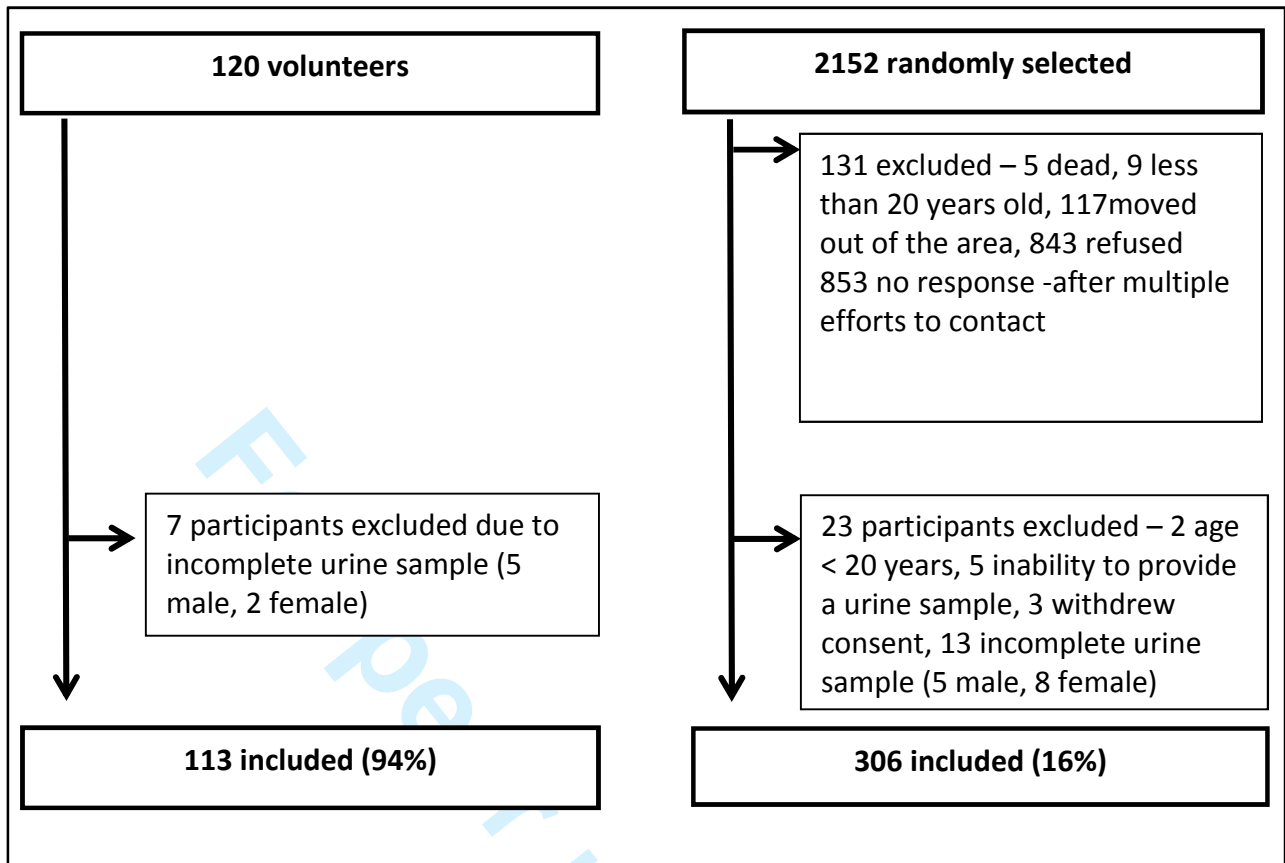 120 volunteers
2152 randomly selected
131 excluded – 5 dead, 9 less
than 20 years old, 117moved
out of the area, 843 refused
853 no response -after multiple
efforts to contact
7 participants excluded due to
incomplete urine sample (5
male, 2 female)
23 participants excluded – 2 age
< 20 years, 5 inability to provide
a urine sample, 3 withdrew
consent, 13 incomplete urine
sample (5 male, 8 female)
113 included (94%)
306 included (16%)